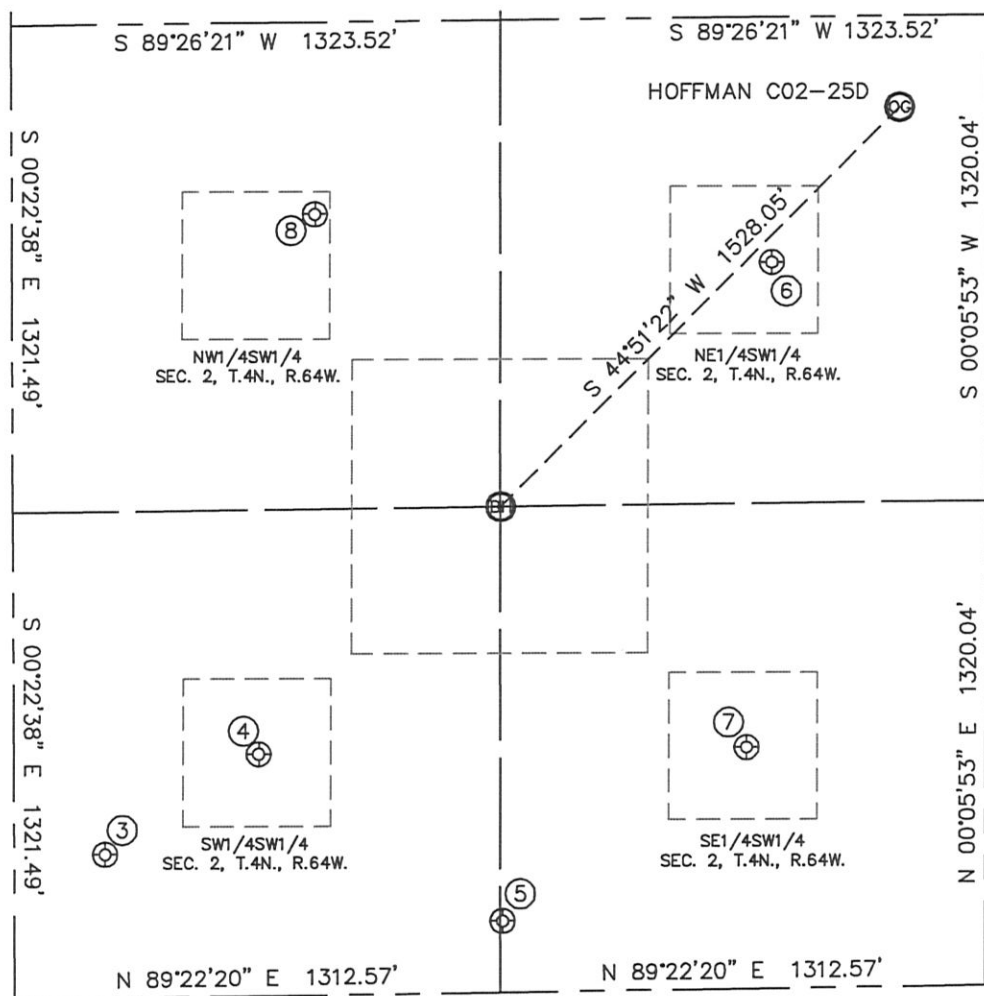 S 89°26'21" W 1323.52'
S 89°26'21" W 1323.52'
HOFFMAN C02-25D
OG
S 00°22'38" E 1321.49'
S 00°05'53" W 1320.04'
8
S 44°51'22" W 1528.05'
6
NW1/4SW1/4
SEC. 2, T.4N., R.64W.
NE1/4SW1/4
SEC. 2, T.4N., R.64W.
BH
S 00°22'38" E 1321.49'
N 00°05'53" E 1320.04'
4
7
3
SW1/4SW1/4
SEC. 2, T.4N., R.64W.
SE1/4SW1/4
SEC. 2, T.4N., R.64W.
5
N 89°22'20" E 1312.57'
N 89°22'20" E 1312.57'